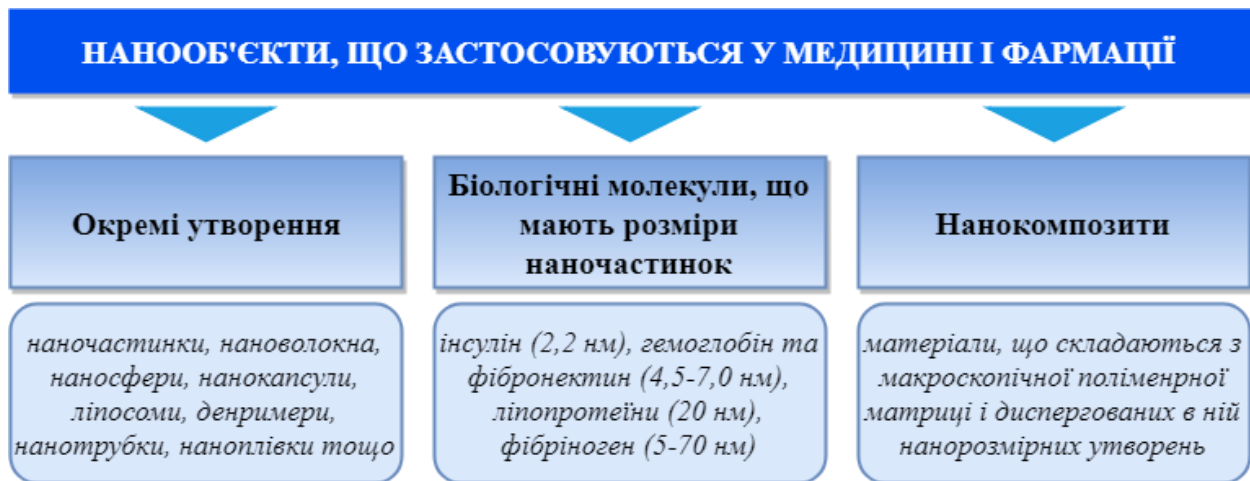 НАНООБ'ЄКТИ, ЩО ЗАСТОСОВУЮТЬСЯ У МЕДИЦИНІ І ФАРМАЦІЇ
Окремі утворення
наночастинки, нановолокна,
наносфери, нанокапсули,
ліпосоми, денримери,
нанотрубки, наноплівки тощо
Біологічні молекули, що
мають розміри
наночастинок
інсулін (2,2 нм), гемоглобін та
фібронектин (4,5-7,0 нм),
ліпопротеїни (20 нм),
фібріноген (5-70 нм)
Нанокомпозити
матеріали, що складаються з
макроскопічної поліменрної
матриці і диспергованих в ній
нанорозмірних утворень